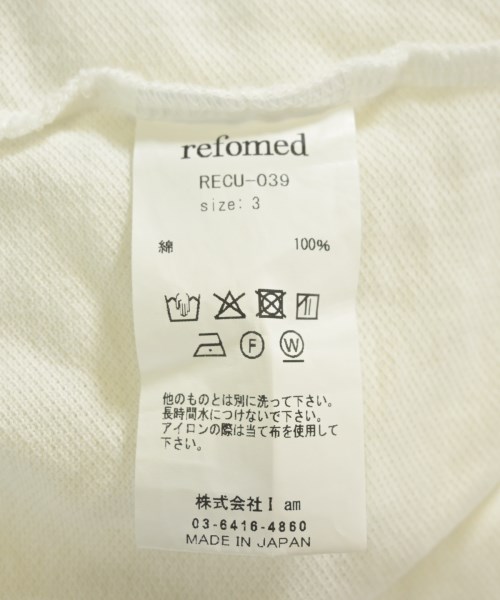 refomed
RECU-039
size: 3
綿 100%
F
W
他のものとは別に洗って下さい。
長時間水につけないで下さい。
アイロンの際は当て布を使用して
下さい。
株式会社I am
03-6416-4860
MADE IN JAPAN